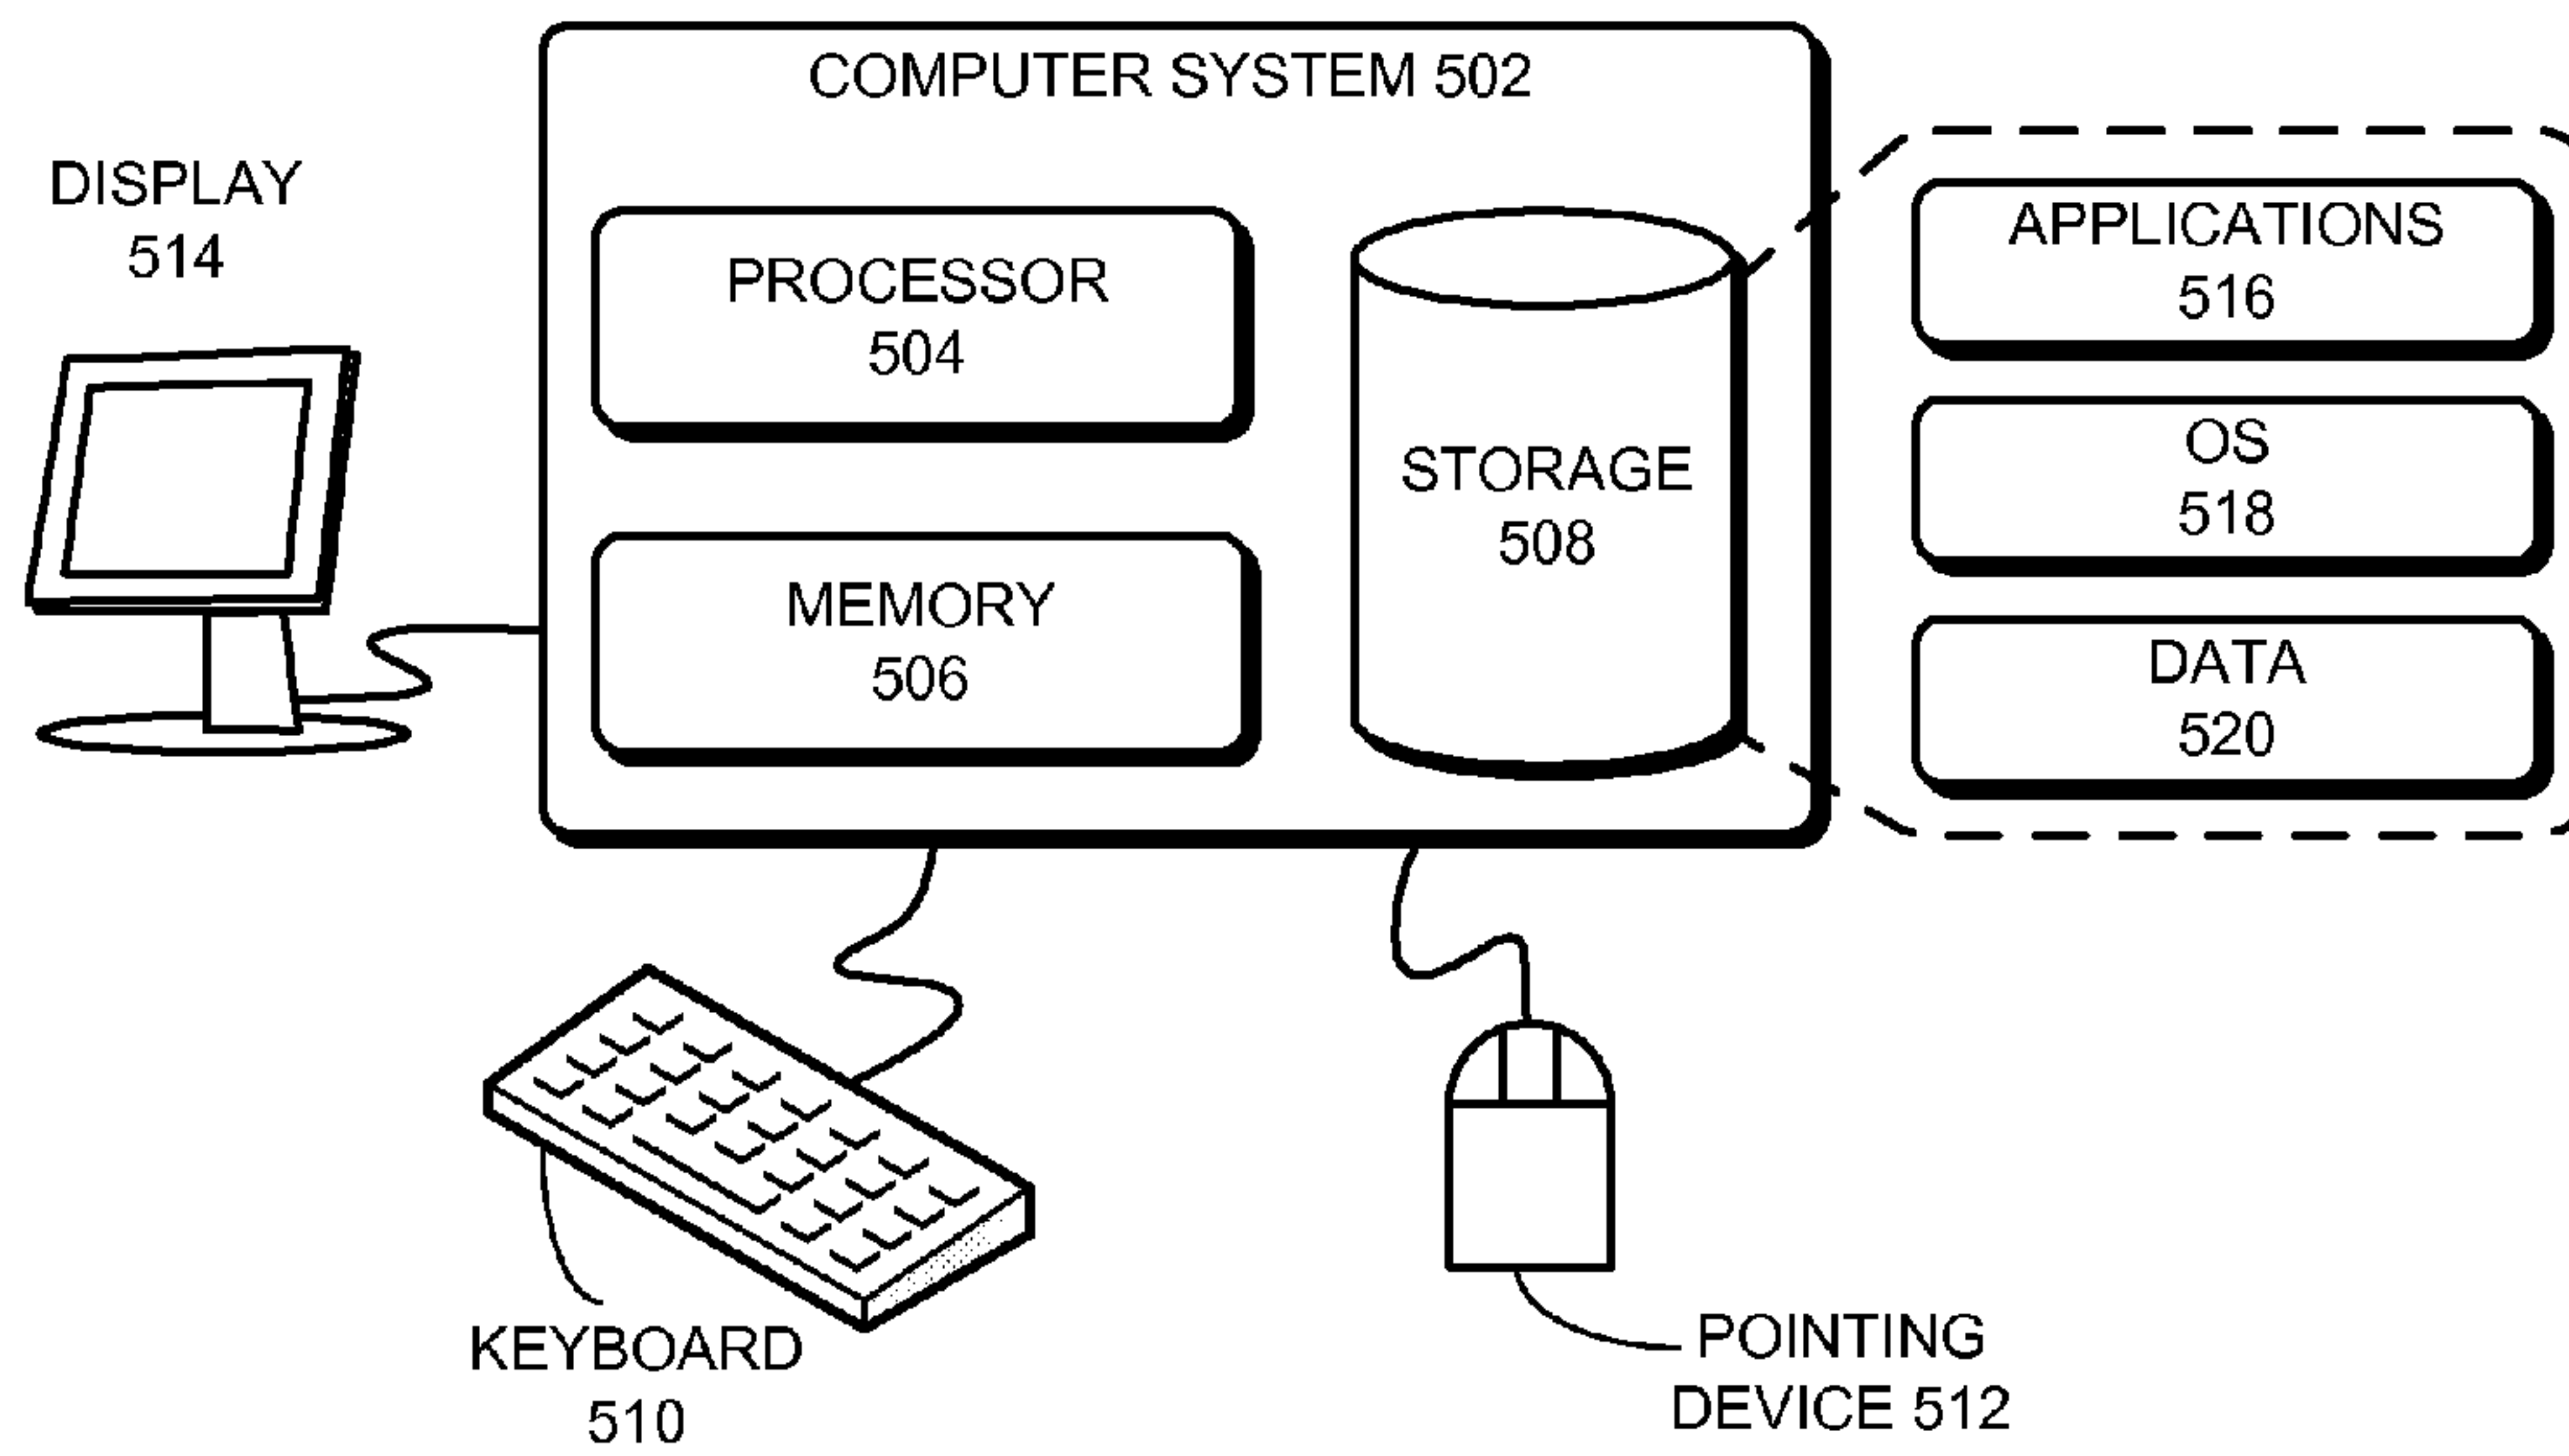 COMPUTER SYSTEM 502
DISPLAY
514
PROCESSOR
504
MEMORY
506
STORAGE
508
APPLICATIONS
516
OS
518
DATA
520
KEYBOARD
510
POINTING
DEVICE 512